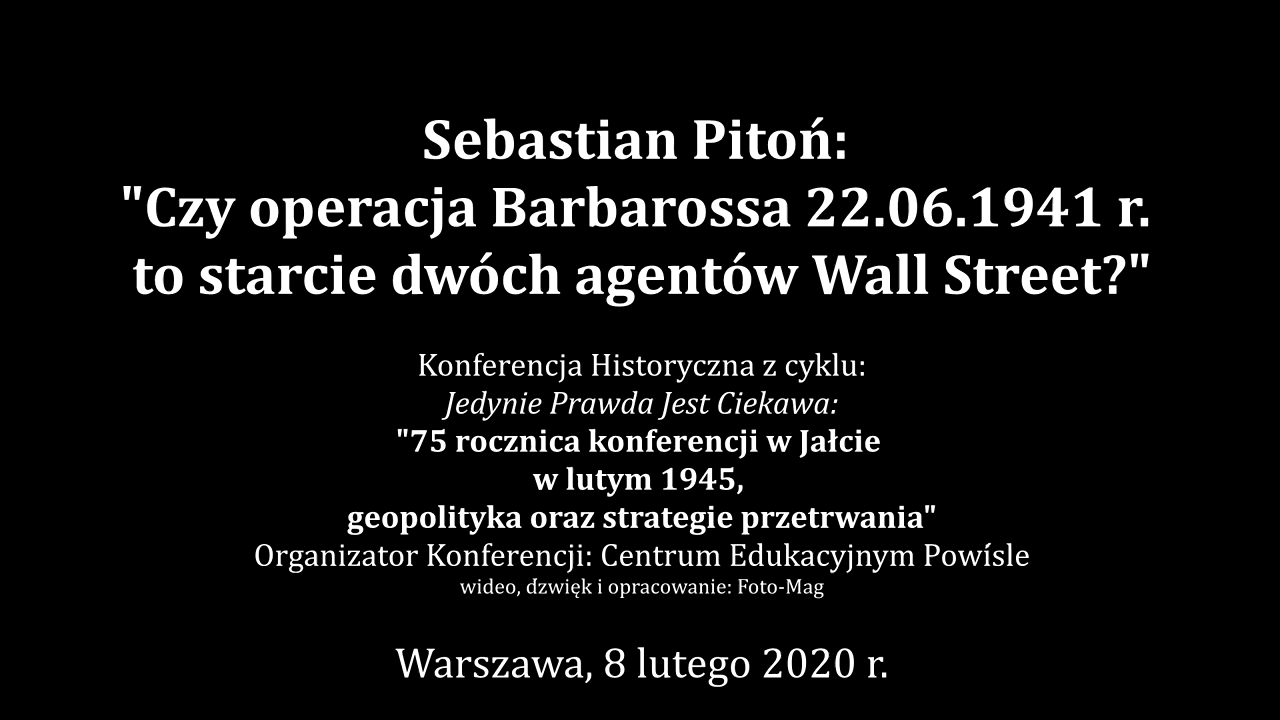 Sebastian Pitoń:
"Czy operacja Barbarossa 22.06.1941 r.
to starcie dwóch agentów Wall Street?"
Konferencja Historyczna z cyklu:
Jedynie Prawda Jest Ciekawa:
"75 rocznica konferencji w Jałcie
w lutym 1945,
geopolityka oraz strategie przetrwania"
Organizator Konferencji: Centrum Edukacyjnym Powísle
wideo, dzwięk i opracowanie: Foto-Mag
Warszawa, 8 lutego 2020 r.